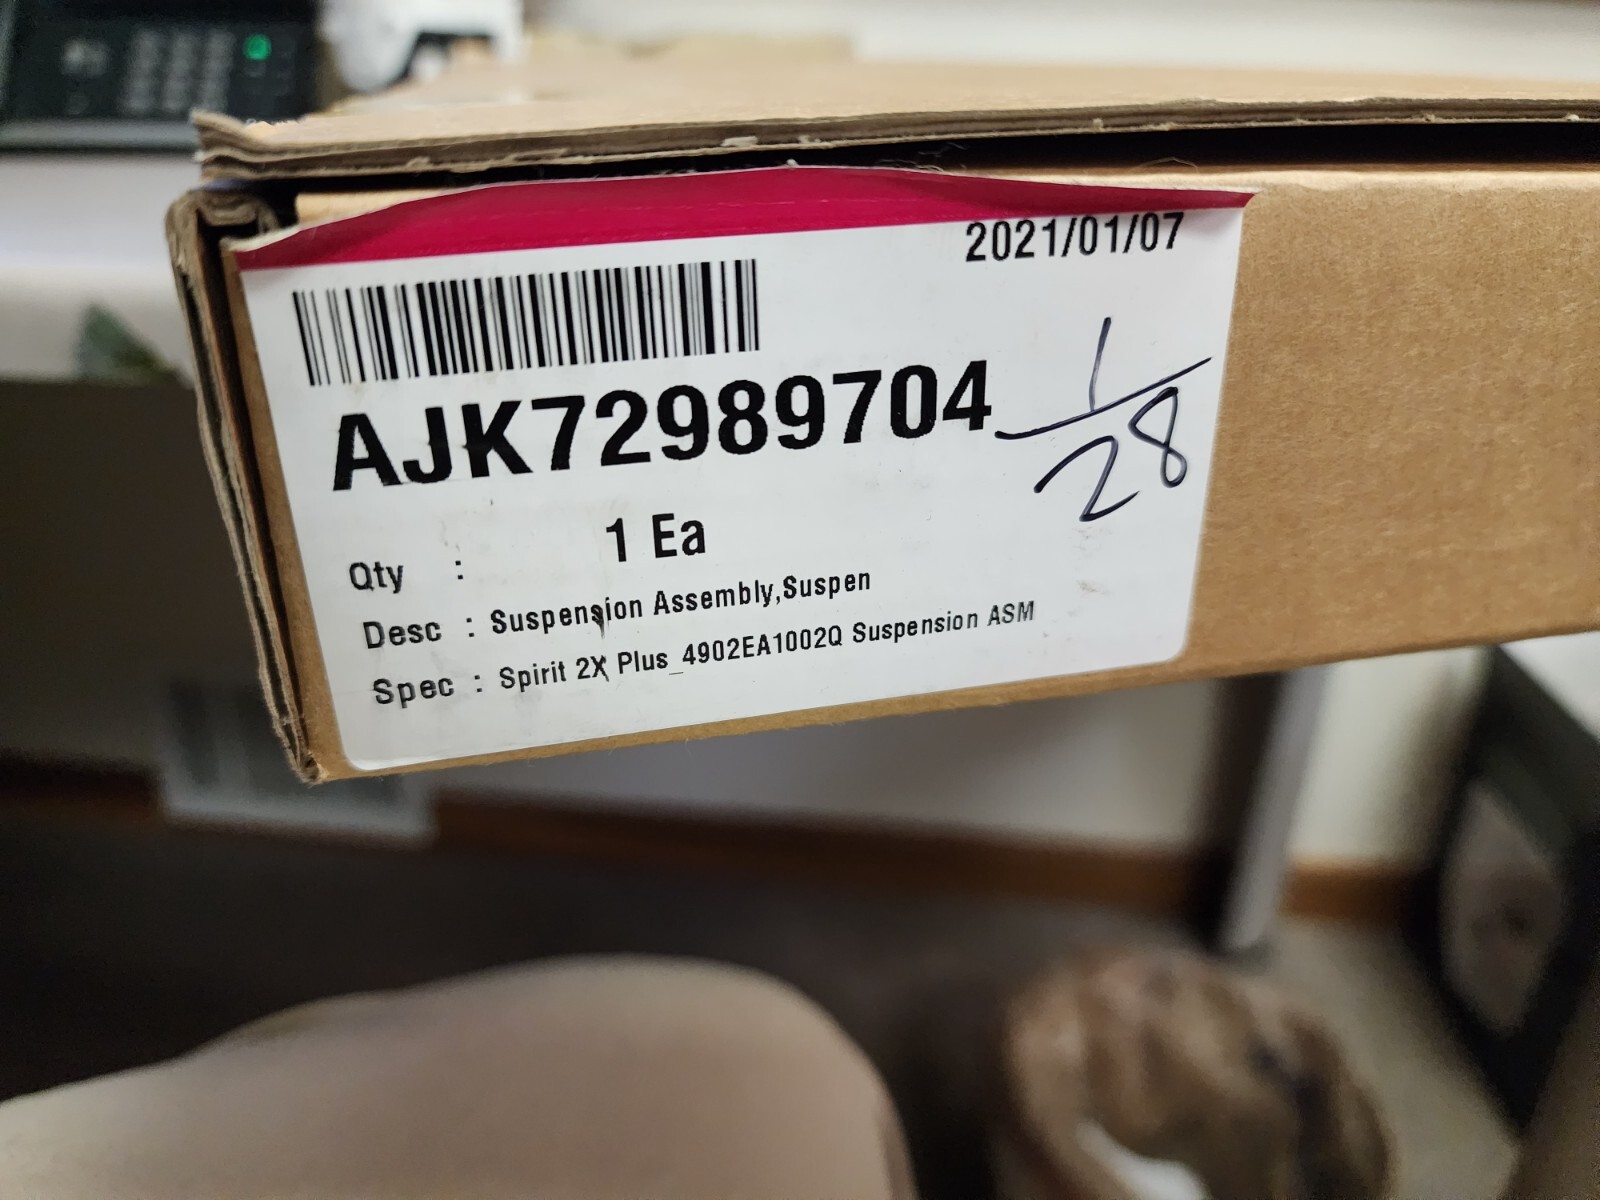 2021/01/07
AJK72989704
1
28
Qty : 1 Ea
Desc : Suspension Assembly,Suspen
Spec : Spirit 2X Plus_4902EA1002Q Suspension ASM